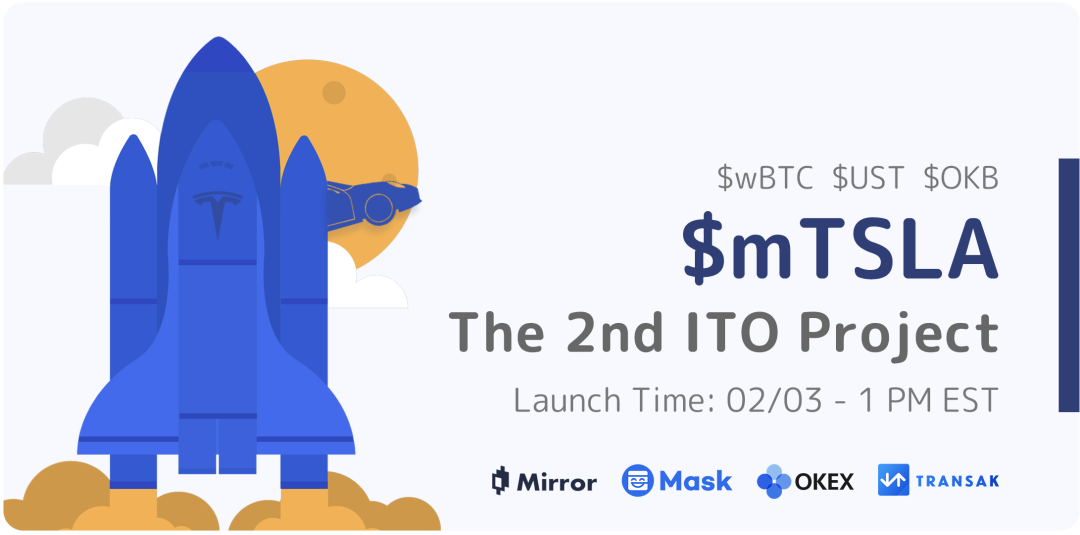 $wBTC $UST $OKB
$mTSLA
The 2nd ITO Project
Launch Time: 02/03 - 1 PM EST
Mirror Mask OKEX TRANSAK